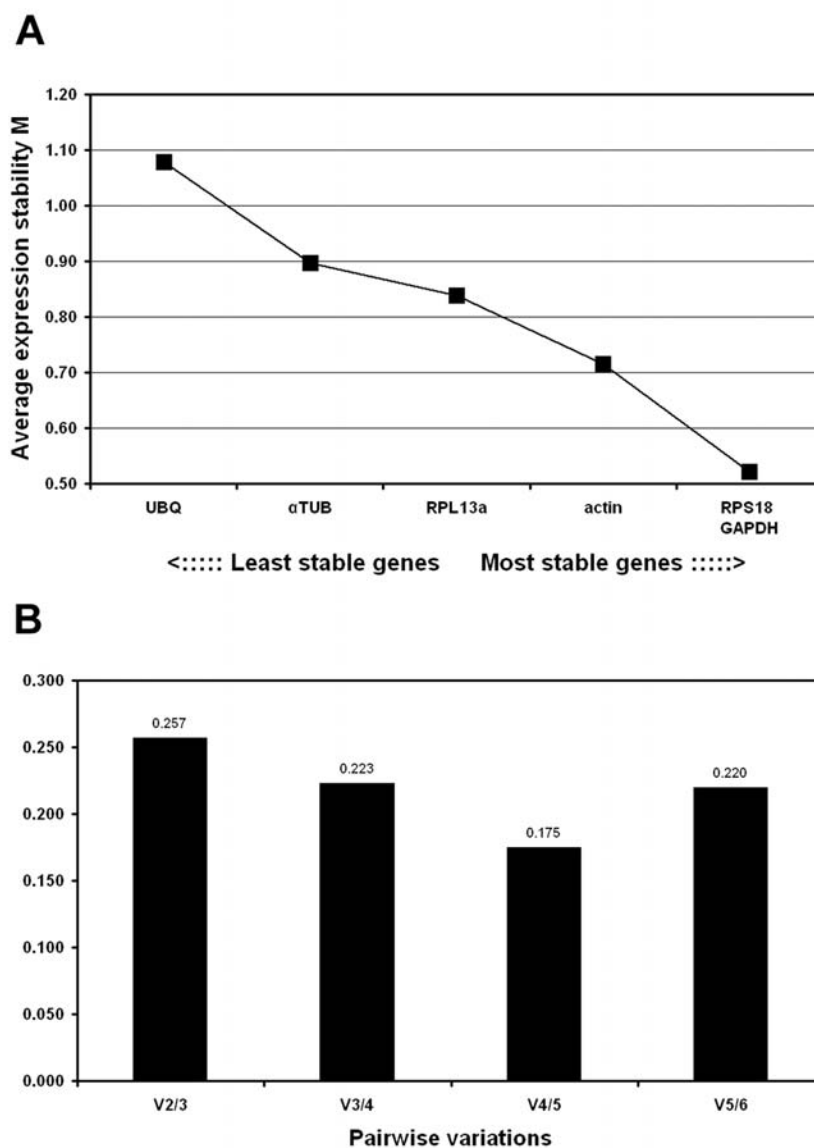 A
Average expression stability M
1.20
1.10
1.00
0.90
0.80
0.70
0.60
0.50
UBQ αTUB RPL13a actin RPS18
GAPDH
<::::: Least stable genes Most stable genes :::::>
B
0.300
0.250
0.200
0.150
0.100
0.050
0.000
0.257
0.223
0.175
0.220
V2/3 V3/4 V4/5 V5/6
Pairwise variations